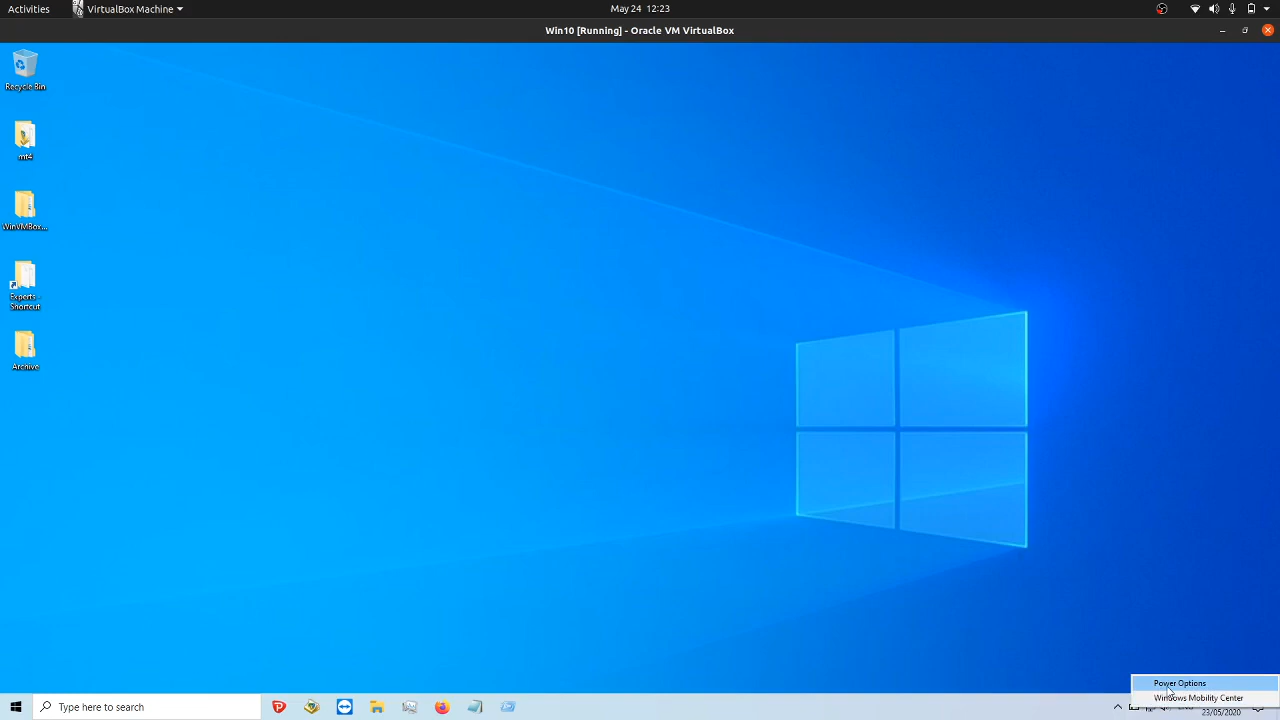 Activities
VirtualBox Machine
May 24 12:23
Win10 [Running] - Oracle VM VirtualBox
Recycle Bin
mt4
WinVMBox...
Experts - Shortcut
Archive
Power Options
Windows Mobility Center
Type here to search
23/05/2020